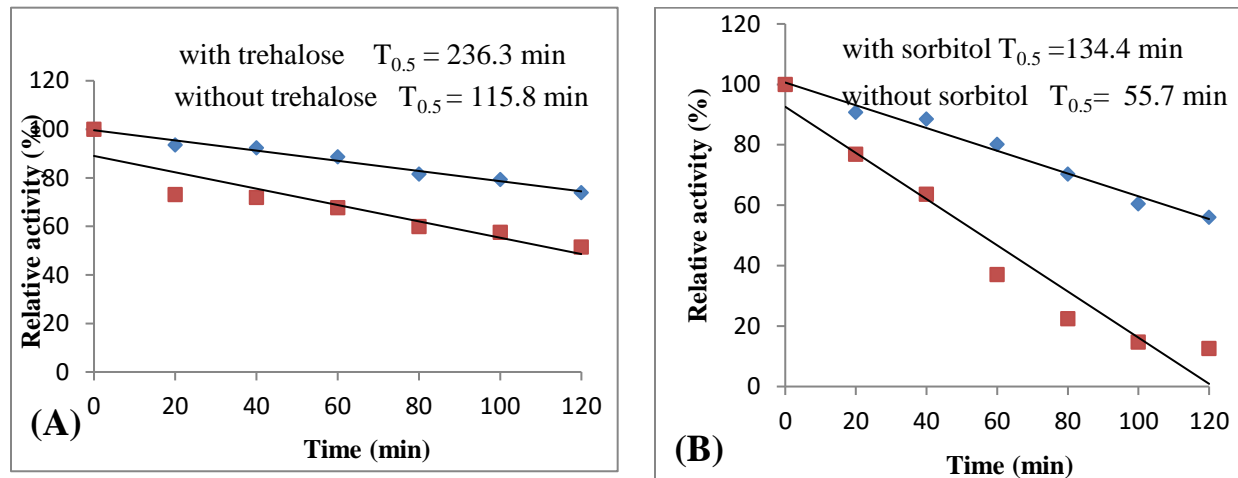 with trehalose T0.5 = 236.3 min
without trehalose T0.5 = 115.8 min
120
100
80
60
40
20
0
Relative activity (%)
0 20 40 60 80 100 120
Time (min)
(A)
with sorbitol T0.5 =134.4 min
without sorbitol T0.5= 55.7 min
120
100
80
60
40
20
0
Relative activity (%)
0 20 40 60 80 100 120
Time (min)
(B)